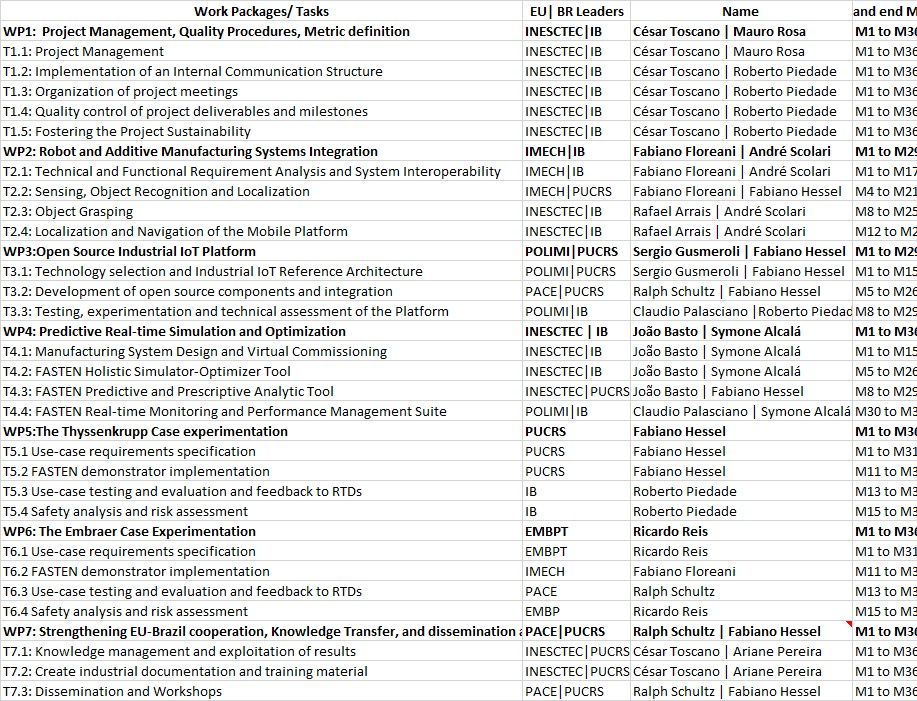 Work Packages/ Tasks EU| BR Leaders Name and end M
WP1: Project Management, Quality Procedures, Metric definition INESCTEC|IB César Toscano | Mauro Rosa M1 to M36
T1.1: Project Management INESCTEC|IB César Toscano | Mauro Rosa M1 to M36
T1.2: Implementation of an Internal Communication Structure INESCTEC|IB César Toscano | Roberto Piedade M1 to M36
T1.3: Organization of project meetings INESCTEC|IB César Toscano | Roberto Piedade M1 to M36
T1.4: Quality control of project deliverables and milestones INESCTEC|IB César Toscano | Roberto Piedade M1 to M36
T1.5: Fostering the Project Sustainability INESCTEC|IB César Toscano | Roberto Piedade M1 to M36
WP2: Robot and Additive Manufacturing Systems Integration IMECH|IB Fabiano Floreani | André Scolari M1 to M29
T2.1: Technical and Functional Requirement Analysis and System Interoperability IMECH|IB Fabiano Floreani | André Scolari M1 to M17
T2.2: Sensing, Object Recognition and Localization IMECH|PUCRS Fabiano Floreani | Fabiano Hessel M4 to M21
T2.3: Object Grasping INESCTEC|IB Rafael Arrais | André Scolari M8 to M25
T2.4: Localization and Navigation of the Mobile Platform INESCTEC|IB Rafael Arrais | André Scolari M12 to M2
WP3:Open Source Industrial IoT Platform POLIMI|PUCRS Sergio Gusmeroli | Fabiano Hessel M1 to M29
T3.1: Technology selection and Industrial IoT Reference Architecture POLIMI|PUCRS Sergio Gusmeroli | Fabiano Hessel M1 to M15
T3.2: Development of open source components and integration PACE|PUCRS Ralph Schultz | Fabiano Hessel M5 to M26
T3.3: Testing, experimentation and technical assessment of the Platform POLIMI|IB Claudio Palasciano |Roberto Piedad M8 to M29
WP4: Predictive Real-time Simulation and Optimization INESCTEC | IB João Basto | Symone Alcalá M1 to M36
T4.1: Manufacturing System Design and Virtual Commissioning INESCTEC|IB João Basto | Symone Alcalá M1 to M15
T4.2: FASTEN Holistic Simulator-Optimizer Tool INESCTEC|IB João Basto | Symone Alcalá M5 to M26
T4.3: FASTEN Predictive and Prescriptive Analytic Tool INESCTEC|PUCRS João Basto | Fabiano Hessel M8 to M29
T4.4: FASTEN Real-time Monitoring and Performance Management Suite POLIMI|IB Claudio Palasciano | Symone Alcalá M30 to M3
WP5:The Thyssenkrupp Case experimentation PUCRS Fabiano Hessel M1 to M36
T5.1 Use-case requirements specification PUCRS Fabiano Hessel M1 to M31
T5.2 FASTEN demonstrator implementation PUCRS Fabiano Hessel M11 to M3
T5.3 Use-case testing and evaluation and feedback to RTDs IB Roberto Piedade M13 to M3
T5.4 Safety analysis and risk assessment IB Roberto Piedade M15 to M3
WP6: The Embraer Case Experimentation EMBPT Ricardo Reis M1 to M36
T6.1 Use-case requirements specification EMBPT Ricardo Reis M1 to M31
T6.2 FASTEN demonstrator implementation IMECH Fabiano Floreani M11 to M3
T6.3 Use-case testing and evaluation and feedback to RTDs PACE Ralph Schultz M13 to M3
T6.4 Safety analysis and risk assessment EMBP Ricardo Reis M15 to M3
WP7: Strengthening EU-Brazil cooperation, Knowledge Transfer, and dissemination PACE|PUCRS Ralph Schultz | Fabiano Hessel M1 to M36
T7.1: Knowledge management and exploitation of results INESCTEC|PUCRS César Toscano | Ariane Pereira M1 to M36
T7.2: Create industrial documentation and training material INESCTEC|PUCRS César Toscano | Ariane Pereira M1 to M36
T7.3: Dissemination and Workshops PACE|PUCRS Ralph Schultz | Fabiano Hessel M1 to M36